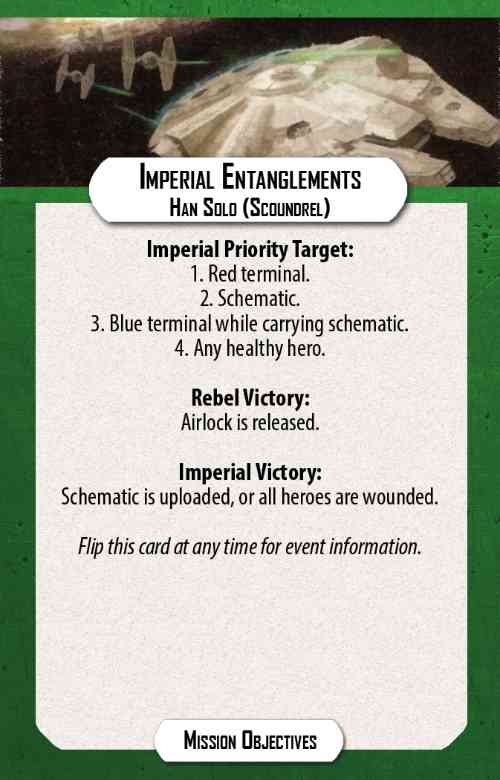 Imperial Entanglements
Han Solo (Scoundrel)
Imperial Priority Target:
1. Red terminal.
2. Schematic.
3. Blue terminal while carrying schematic.
4. Any healthy hero.
Rebel Victory:
Airlock is released.
Imperial Victory:
Schematic is uploaded, or all heroes are wounded.
Flip this card at any time for event information.
Mission Objectives